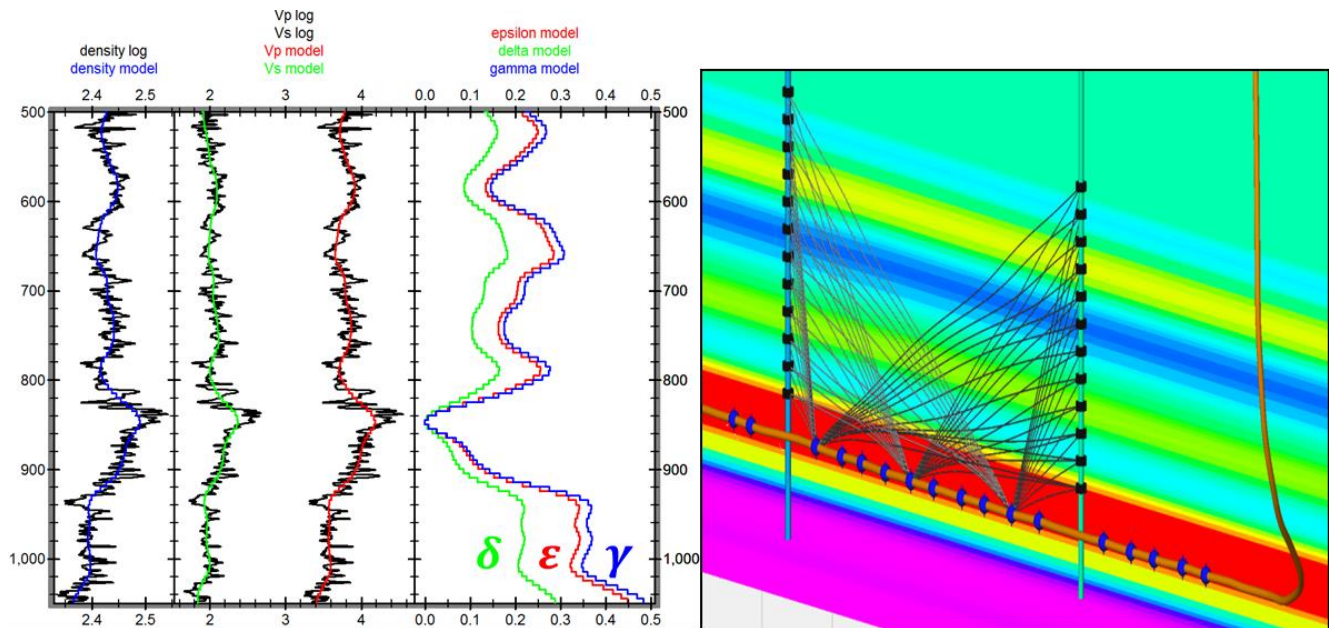 Vp log
Vs log
density log Vp model epsilon model
density model Vs model delta model
gamma model
2.4 2.5 2 3 4 0.0 0.1 0.2 0.3 0.4 0.5
500 500
600 600
700 700
800 800
900 900
1,000 δ ε γ 1,000
2.4 2.5 2 3 4 0.0 0.1 0.2 0.3 0.4 0.5